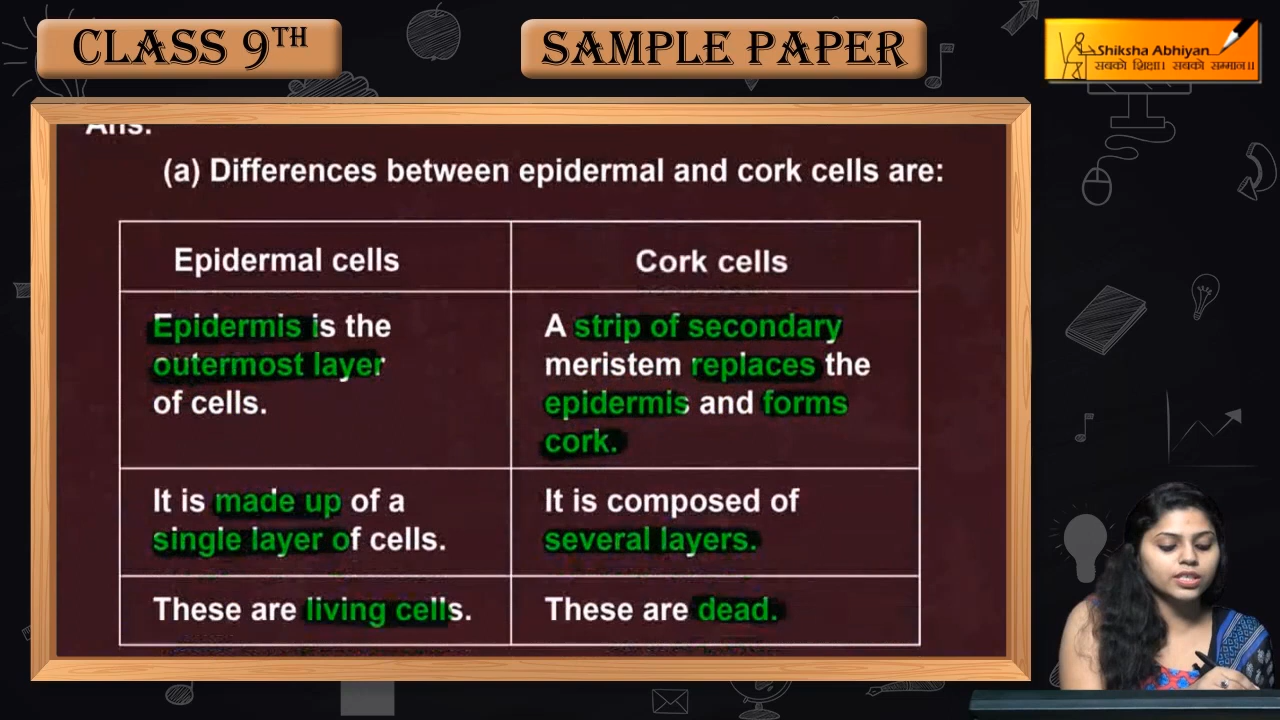 CLASS 9TH
SAMPLE PAPER
Shiksha Abhiyan
सबको शिक्षा। सबको सम्मान॥
Ans:
(a) Differences between epidermal and cork cells are:
Epidermal cells
Cork cells
Epidermis is the
outermost layer
of cells.
A strip of secondary
meristem replaces the
epidermis and forms
cork.
It is made up of a
single layer of cells.
It is composed of
several layers.
These are living cells.
These are dead.